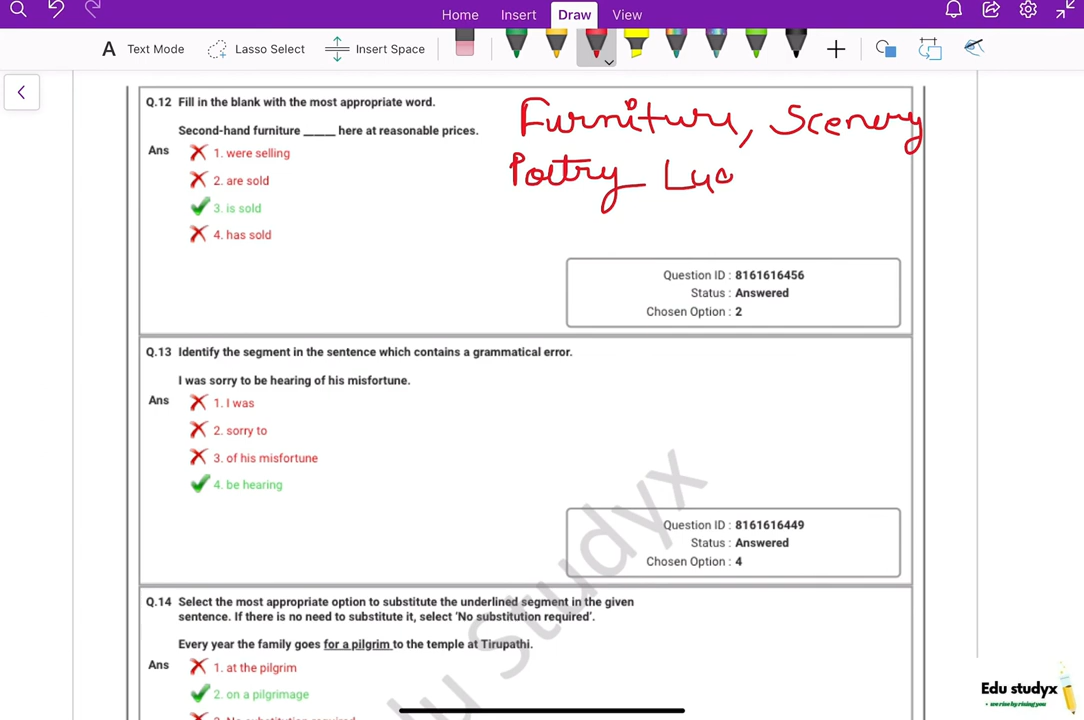 Home Insert Draw View
A Text Mode Lasso Select Insert Space
Q.12 Fill in the blank with the most appropriate word.
Furniture, Scenery
Second-hand furniture _____ here at reasonable prices.
Poetry
Ans 1. were selling
2. are sold
3. is sold
4. has sold
Question ID : 8161616456
Status : Answered
Chosen Option : 2
Q.13 Identify the segment in the sentence which contains a grammatical error.
I was sorry to be hearing of his misfortune.
Ans 1. I was
2. sorry to
3. of his misfortune
4. be hearing
Question ID : 8161616449
Status : Answered
Chosen Option : 4
Q.14 Select the most appropriate option to substitute the underlined segment in the given
sentence. If there is no need to substitute it, select ‘No substitution required’.
Every year the family goes for a pilgrim to the temple at Tirupathi.
Ans 1. at the pilgrim
2. on a pilgrimage
du Studyx
Edu studyx
we rise by rising you